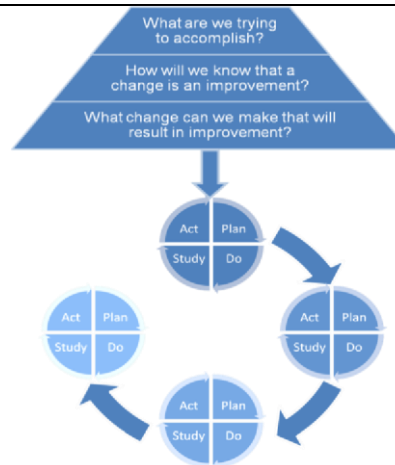 What are we trying
to accomplish?
How will we know that a
change is an improvement?
What change can we make that will
result in improvement?
Act Plan
Study Do
Act Plan
Study Do
Act Plan
Study Do
Act Plan
Study Do